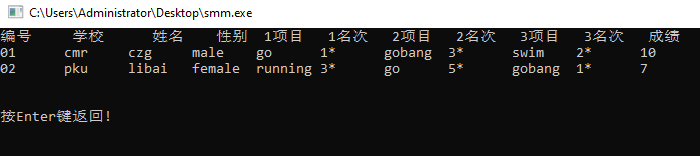 C:\Users\Administrator\Desktop\smm.exe
编号 学校 姓名 性别 1项目 1名次 2项目 2名次 3项目 3名次 成绩
01 cmr czg male go 1* gobang 3* swim 2* 10
02 pku libai female running 3* go 5* gobang 1* 7
按Enter键返回!